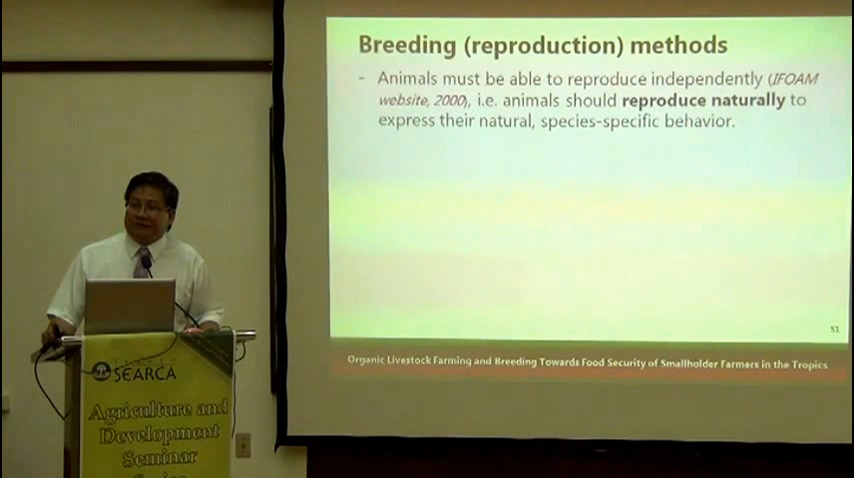 Breeding (reproduction) methods
- Animals must be able to reproduce independently (IFOAM
website, 2000), i.e. animals should reproduce naturally to
express their natural, species-specific behavior.
51
Organic Livestock Farming and Breeding Towards Food Security of Smallholder Farmers in the Tropics
SEARCA
Agriculture and
Development
Seminar
Series